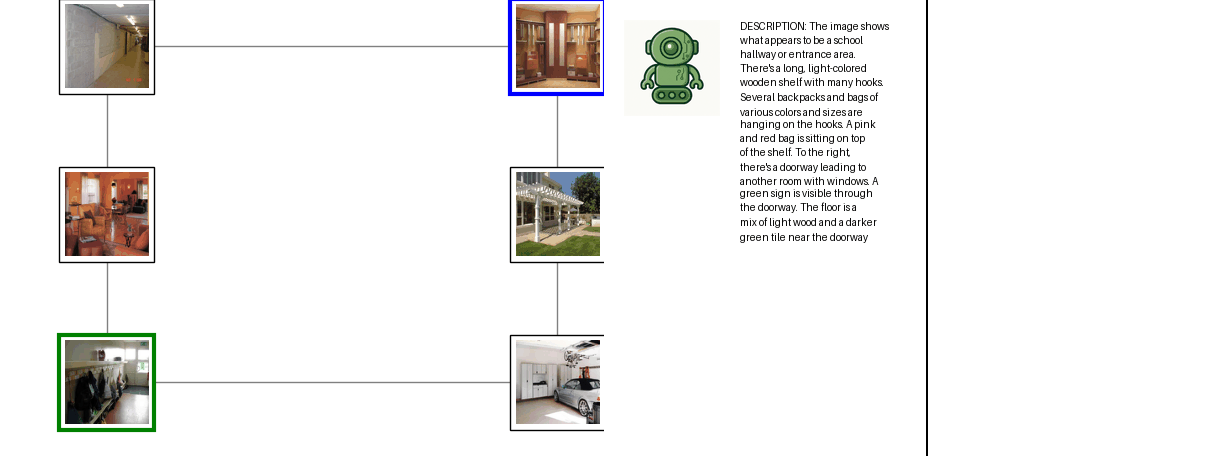 DESCRIPTION: The image shows
what appears to be a school
hallway or entrance area.
There's a long, light-colored
wooden shelf with many hooks.
Several backpacks and bags of
various colors and sizes are
hanging on the hooks. A pink
and red bag is sitting on top
of the shelf. To the right,
there's a doorway leading to
another room with windows. A
green sign is visible through
the doorway. The floor is a
mix of light wood and a darker
green tile near the doorway